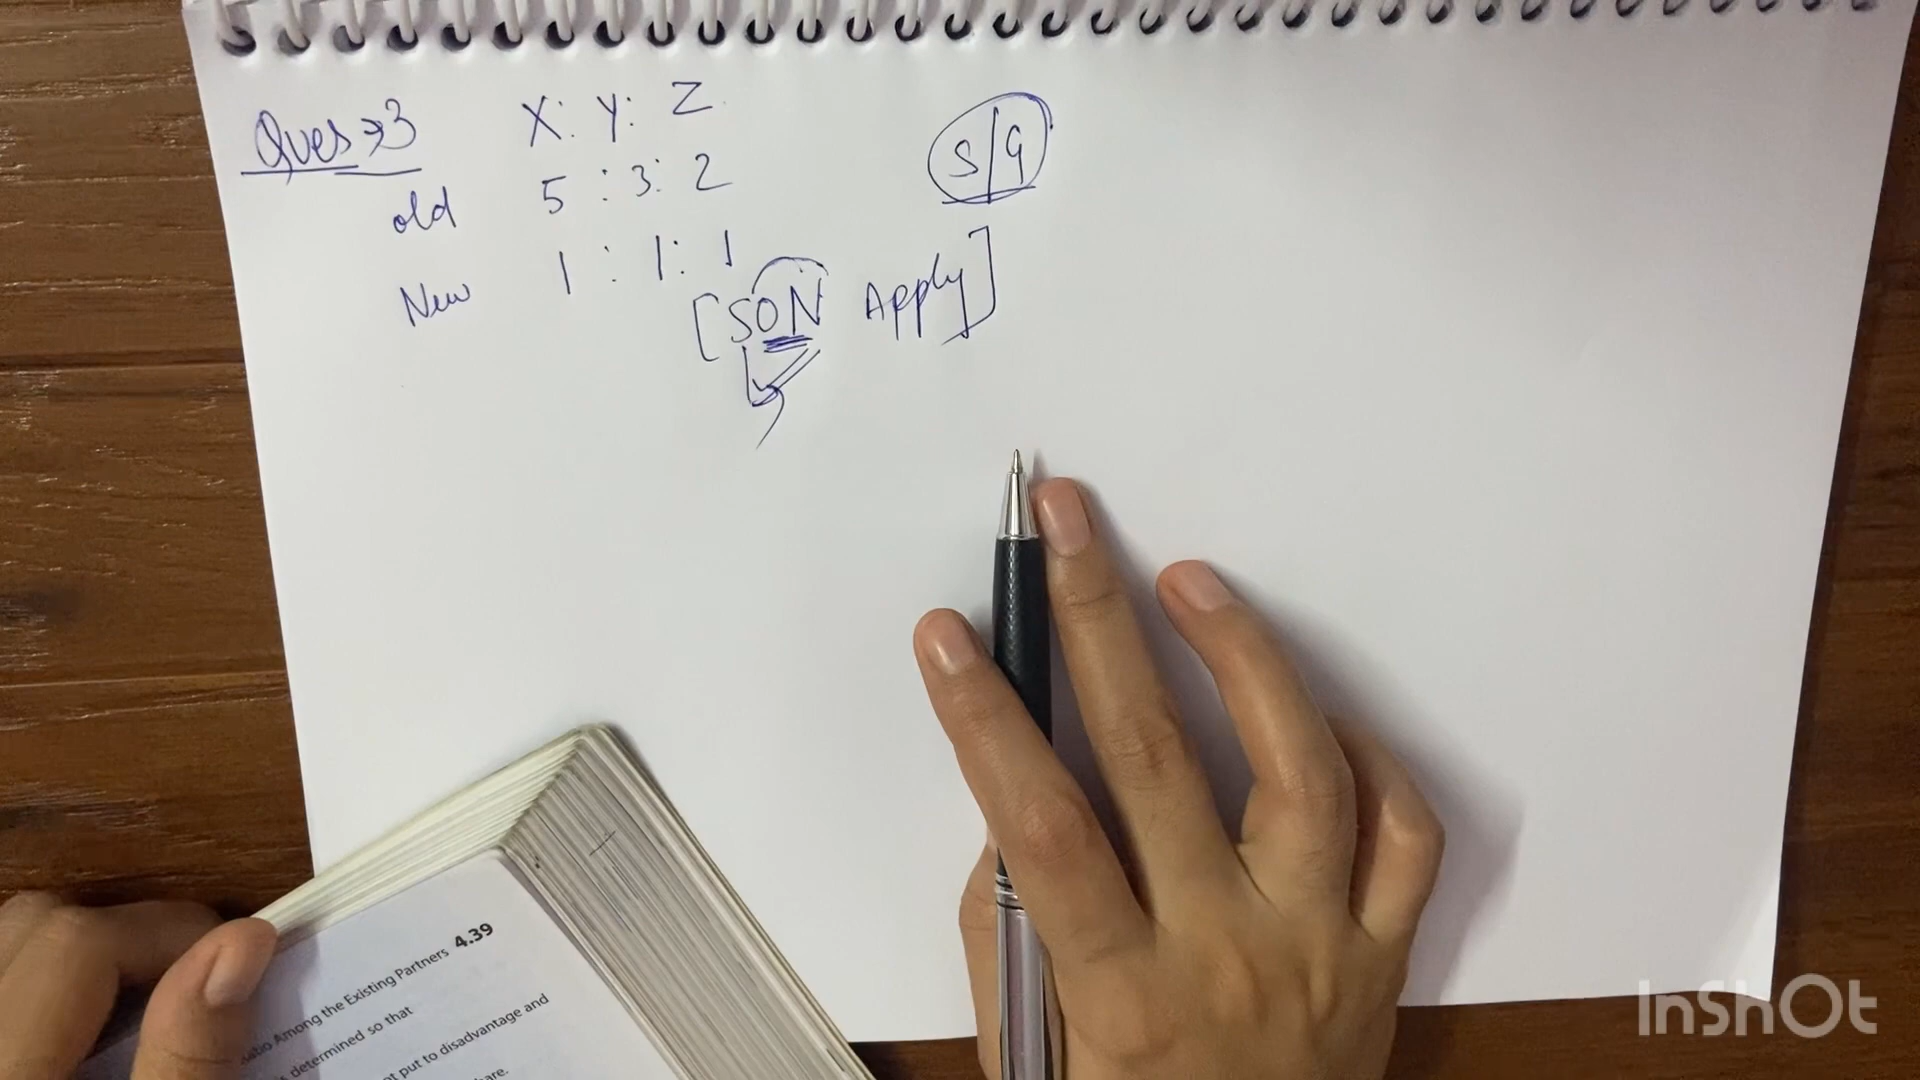 Ques → 3
X : Y : Z
old 5 : 3 : 2
New 1 : 1 : 1
S/G
[SON Apply]
Among the Existing Partners 4.39
determined so that
put to disadvantage and
InShOt